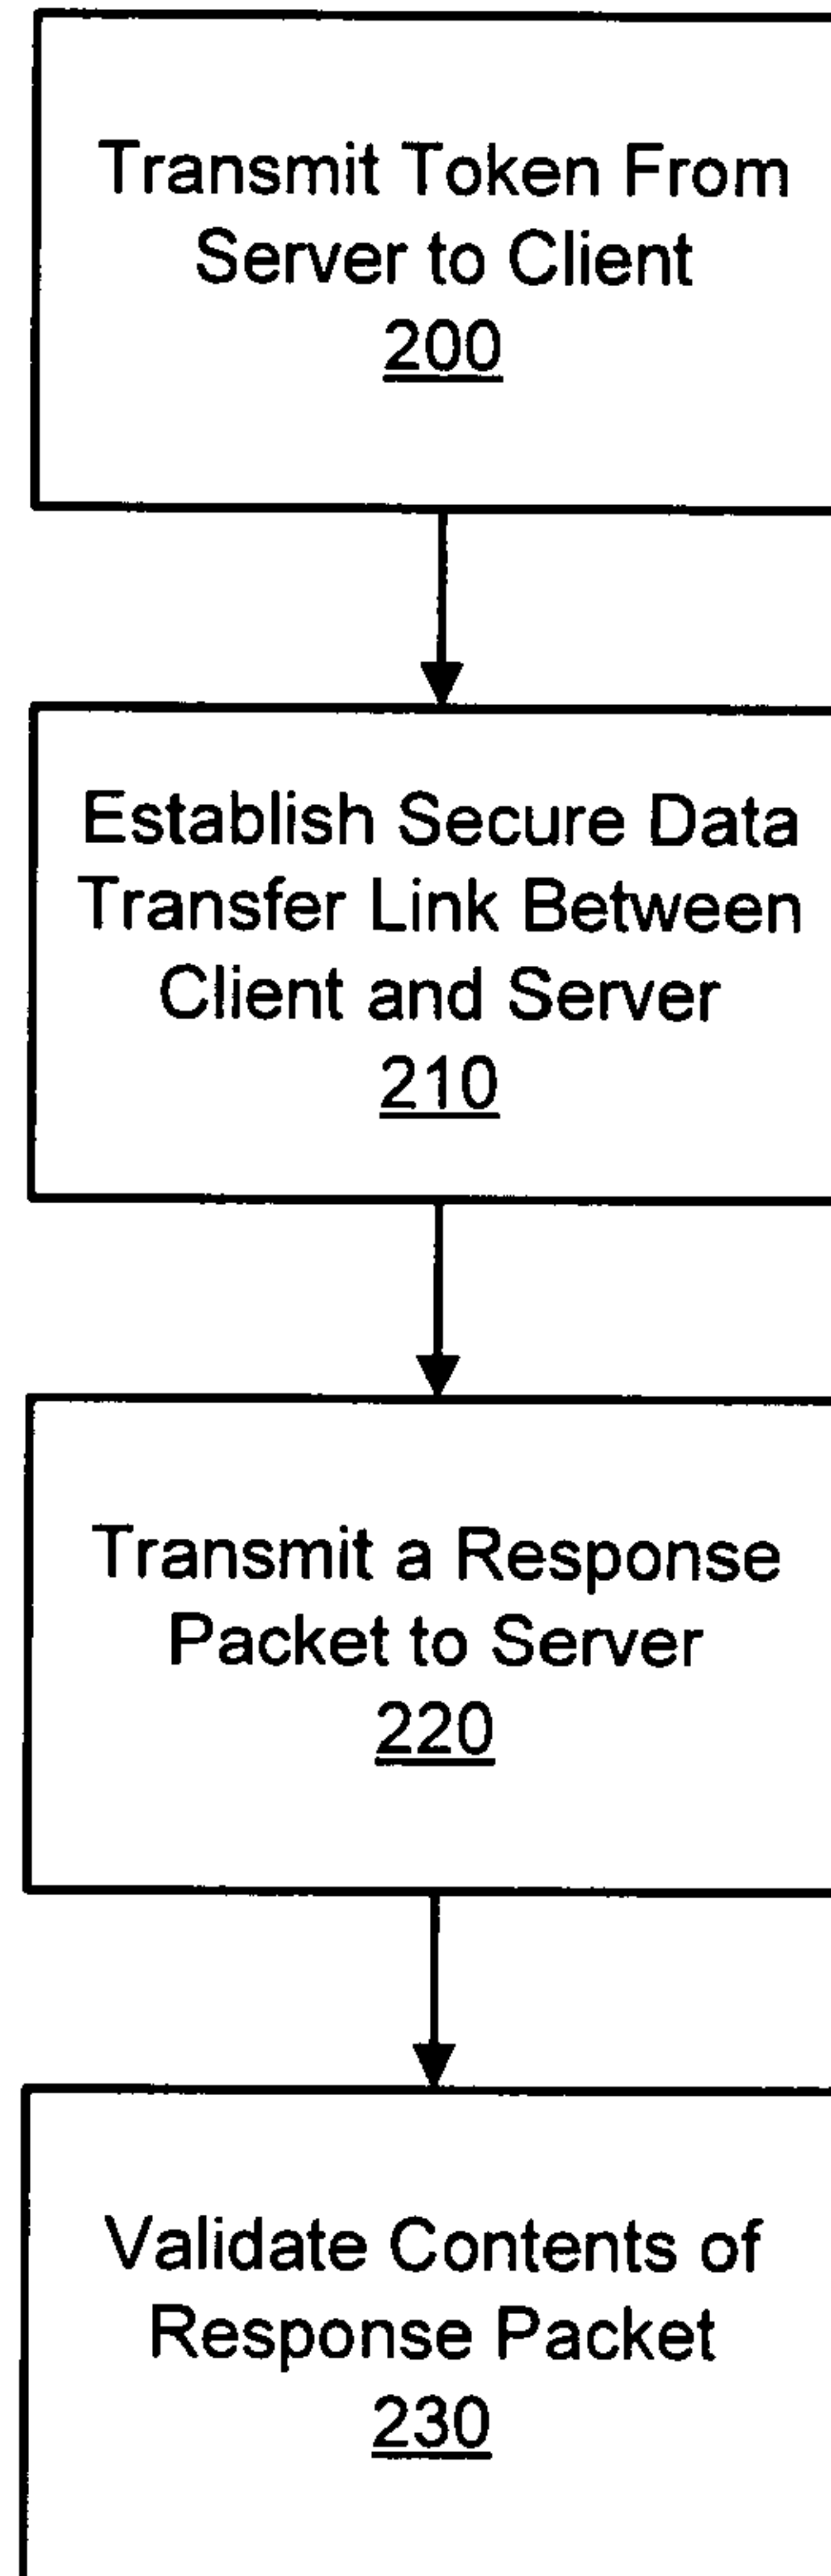 Transmit Token From
Server to Client
200
Establish Secure Data
Transfer Link Between
Client and Server
210
Transmit a Response
Packet to Server
220
Validate Contents of
Response Packet
230